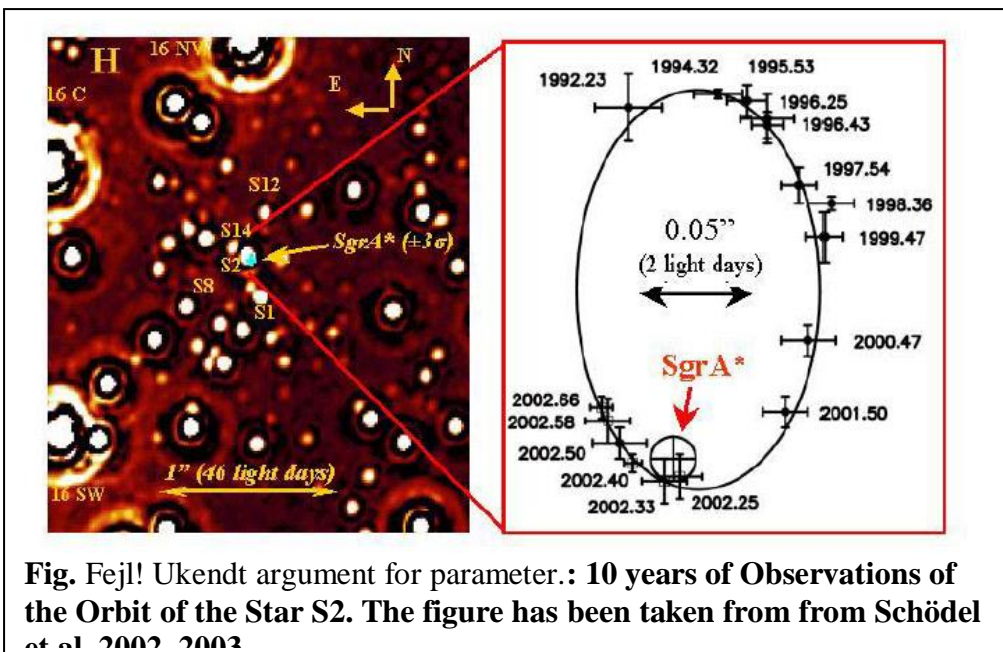 H
16 NW
N
E
16 C
S12
S14
SgrA* (±3σ)
S2
S8
S1
1” (46 light days)
16 SW
1992.23
1994.32
1995.53
1996.25
1996.43
1997.54
1998.36
1999.47
0.05”
(2 light days)
SgrA*
2000.47
2001.50
2002.66
2002.58
2002.50
2002.40
2002.33
2002.25
Fig. Fejl! Ukendt argument for parameter.: 10 years of Observations of
the Orbit of the Star S2. The figure has been taken from from Schödel
et al. 2002, 2003